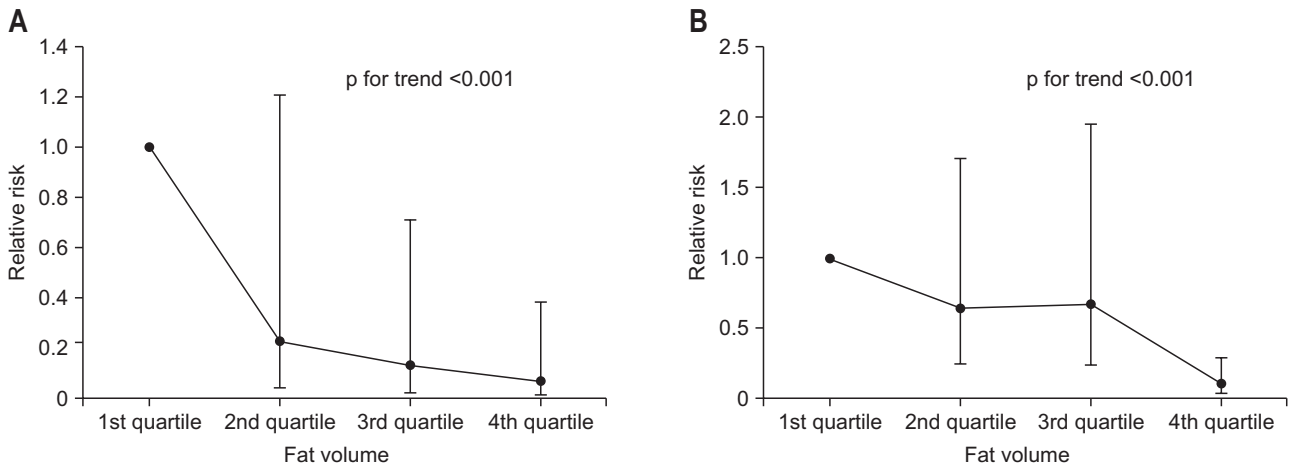 A
1.4
1.2
1.0
0.8
0.6
0.4
0.2
0
Relative risk
p for trend <0.001
1st quartile 2nd quartile 3rd quartile 4th quartile
Fat volume
B
2.5
2.0
1.5
1.0
0.5
0
Relative risk
p for trend <0.001
1st quartile 2nd quartile 3rd quartile 4th quartile
Fat volume